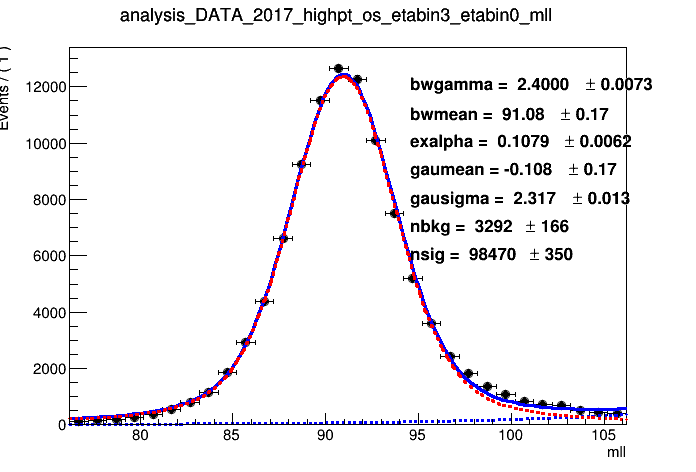 analysis_DATA_2017_highpt_os_etabin3_etabin0_mll
Events / ( 1 )
12000
10000
8000
6000
4000
2000
0
bwgamma = 2.4000 ± 0.0073
bwmean = 91.08 ± 0.17
exalpha = 0.1079 ± 0.0062
gaumean = -0.108 ± 0.17
gausigma = 2.317 ± 0.013
nbkg = 3292 ± 166
nsig = 98470 ± 350
80 85 90 95 100 105
mll